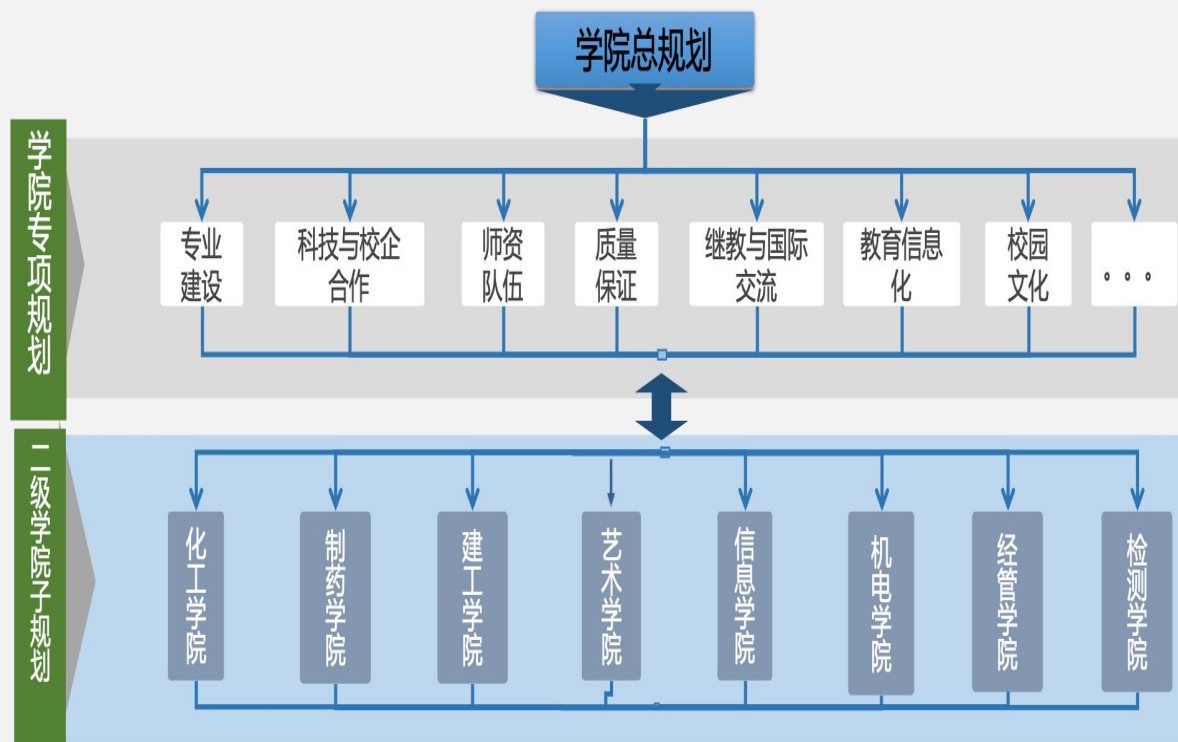 学院总规划
学院专项规划
专业
建设
科技与校企
合作
师资
队伍
质量
保证
继教与国际
交流
教育信息
化
校园
文化
。。。
二级学院子规划
化工学院
制药学院
建工学院
艺术学院
信息学院
机电学院
经管学院
检测学院